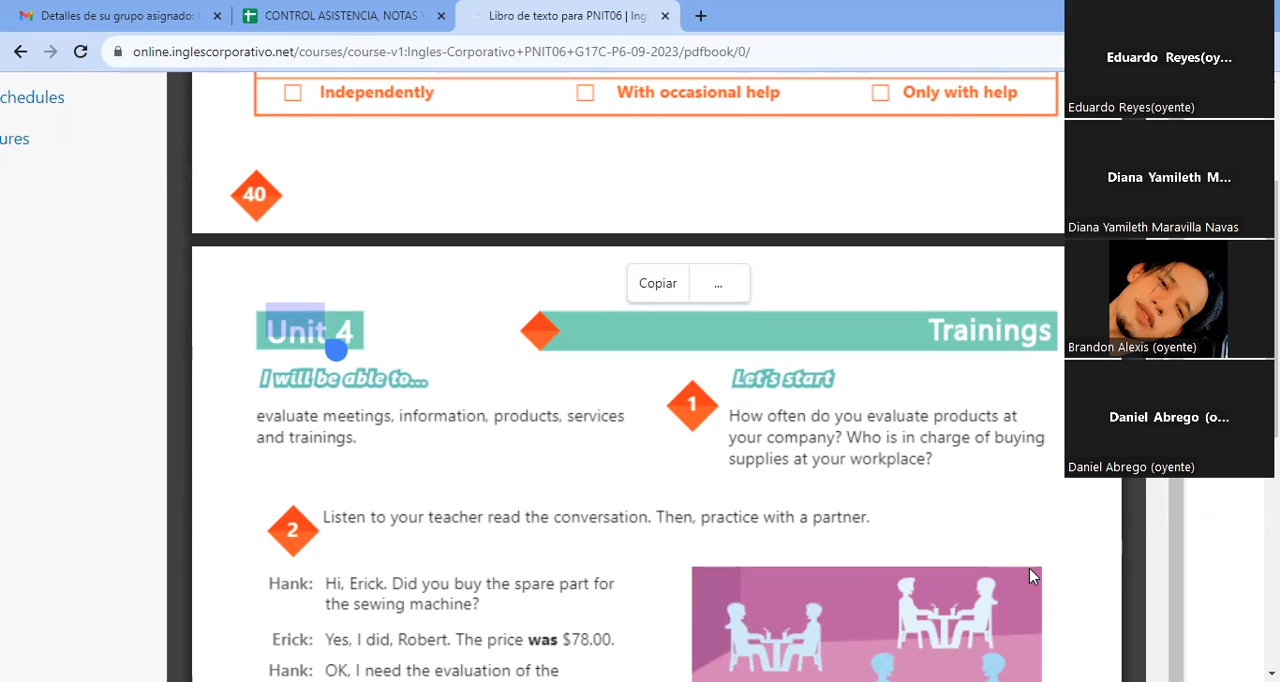 Detalles de su grupo asignado:
CONTROL ASISTENCIA, NOTAS Y
Libro de texto para PNIT06 | Ing
online.inglescorporativo.net/courses/course-v1:Ingles-Corporativo+PNIT06+G17C-P6-09-2023/pdfbook/0/
chedules
ures
Independently
With occasional help
Only with help
40
Copiar
...
Unit 4
Trainings
I will be able to...
evaluate meetings, information, products, services
and trainings.
1
Let's start
How often do you evaluate products at
your company? Who is in charge of buying
supplies at your workplace?
2
Listen to your teacher read the conversation. Then, practice with a partner.
Hank: Hi, Erick. Did you buy the spare part for
the sewing machine?
Erick: Yes, I did, Robert. The price was $78.00.
Hank: OK, I need the evaluation of the
Eduardo Reyes(oy...
Eduardo Reyes(oyente)
Diana Yamileth M...
Diana Yamileth Maravilla Navas
Brandon Alexis (oyente)
Daniel Abrego (o...
Daniel Abrego (oyente)